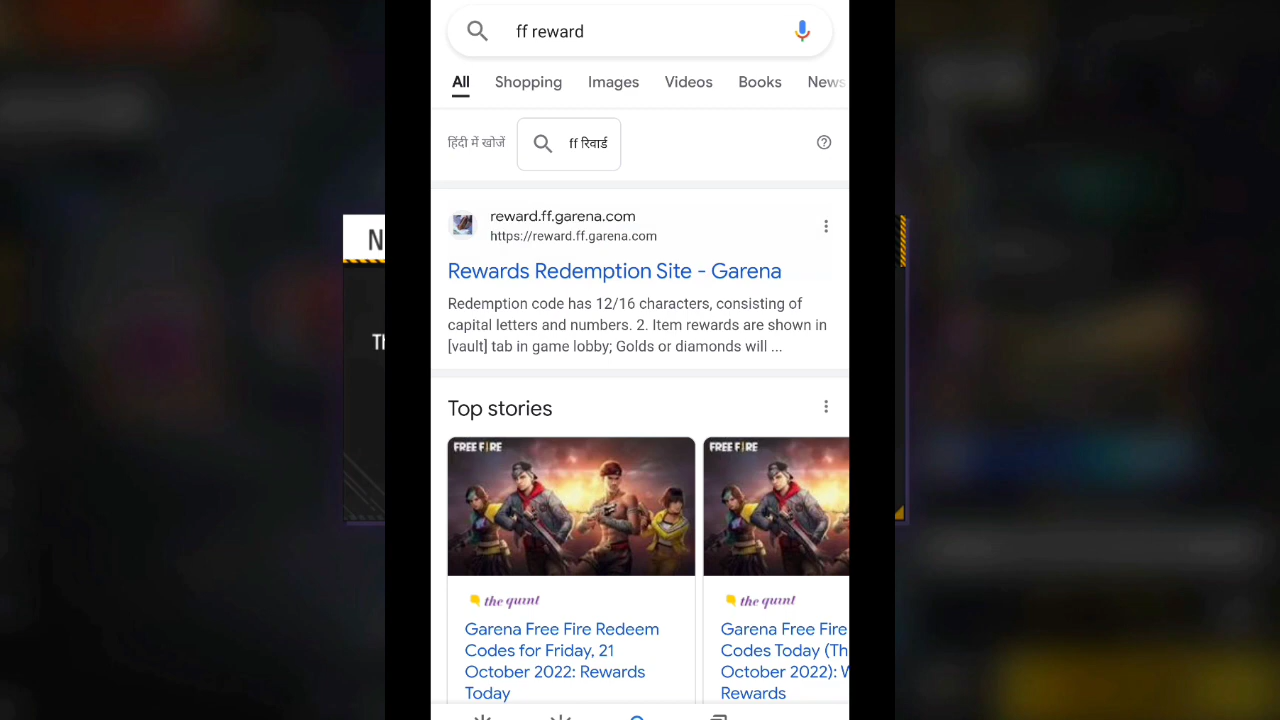 ff reward
All Shopping Images Videos Books News
हिंदी में खोजें ff रिवार्ड
reward.ff.garena.com
https://reward.ff.garena.com
Rewards Redemption Site - Garena
Redemption code has 12/16 characters, consisting of
capital letters and numbers. 2. Item rewards are shown in
[vault] tab in game lobby; Golds or diamonds will ...
Top stories
FREE FIRE
the quint
Garena Free Fire Redeem
Codes for Friday, 21
October 2022: Rewards
Today
FREE FIRE
the quint
Garena Free Fire
Codes Today (Th
October 2022): W
Rewards
N
Th